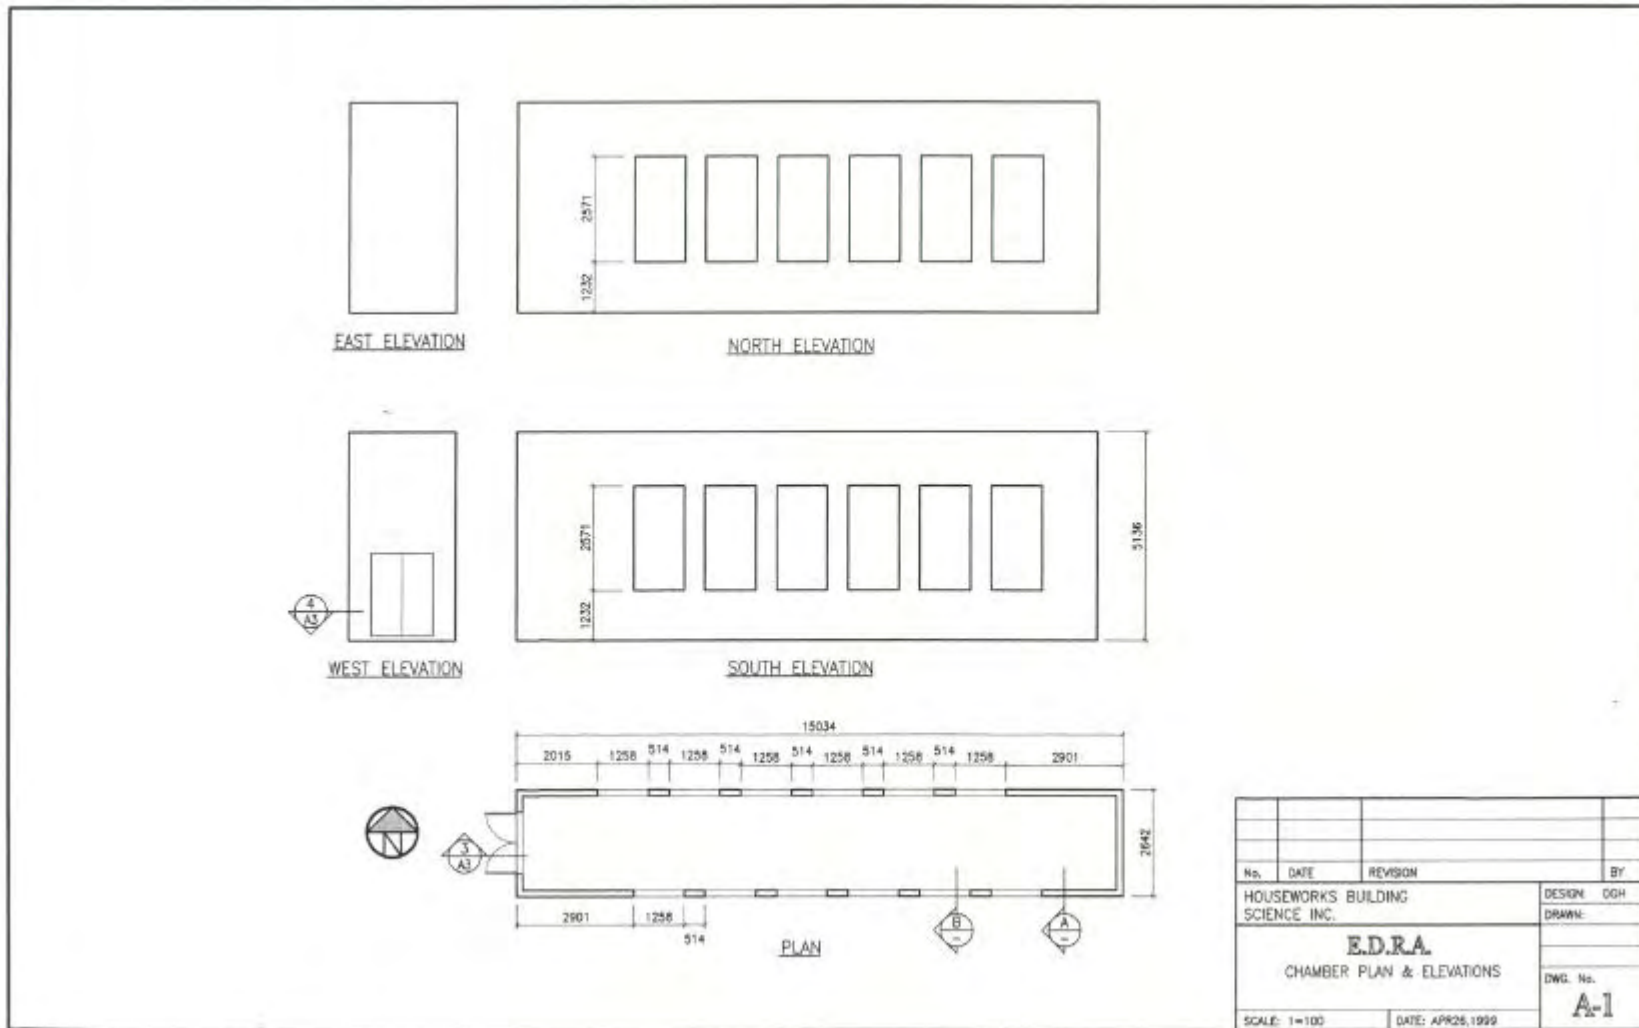 2571
1232
EAST ELEVATION
NORTH ELEVATION
2571
1232
5136
4
A3
WEST ELEVATION
SOUTH ELEVATION
15034
2015 1258 514 1258 514 1258 514 1258 514 1258 514 1258 2901
N
3
A3
2642
2901 1258
514
B
A
PLAN
No. DATE REVISION BY
HOUSEWORKS BUILDING
SCIENCE INC.
DESIGN: DGH
DRAWN:
E.D.R.A.
CHAMBER PLAN & ELEVATIONS
DWG. No.
A-1
SCALE: 1=100
DATE: APR26,1999